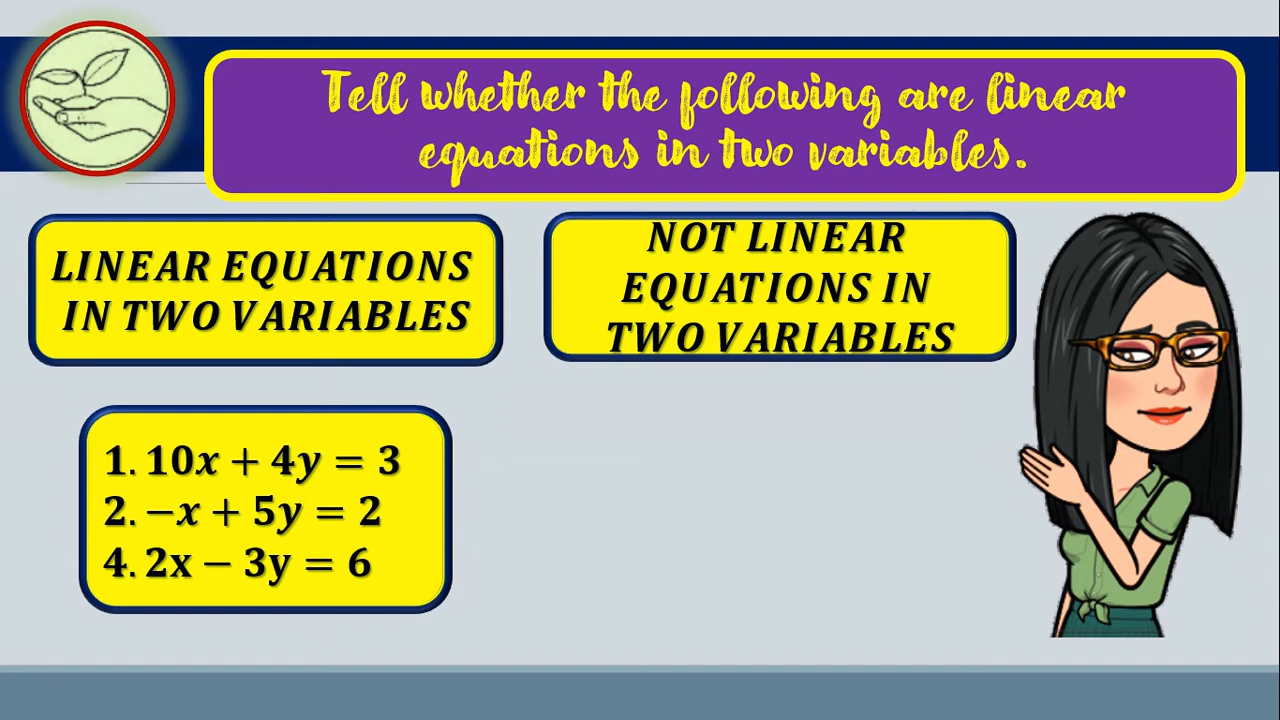 Tell whether the following are linear
equations in two variables.
LINEAR EQUATIONS
IN TWO VARIABLES
NOT LINEAR
EQUATIONS IN
TWO VARIABLES
1. 10x + 4y = 3
2. −x + 5y = 2
4. 2x − 3y = 6